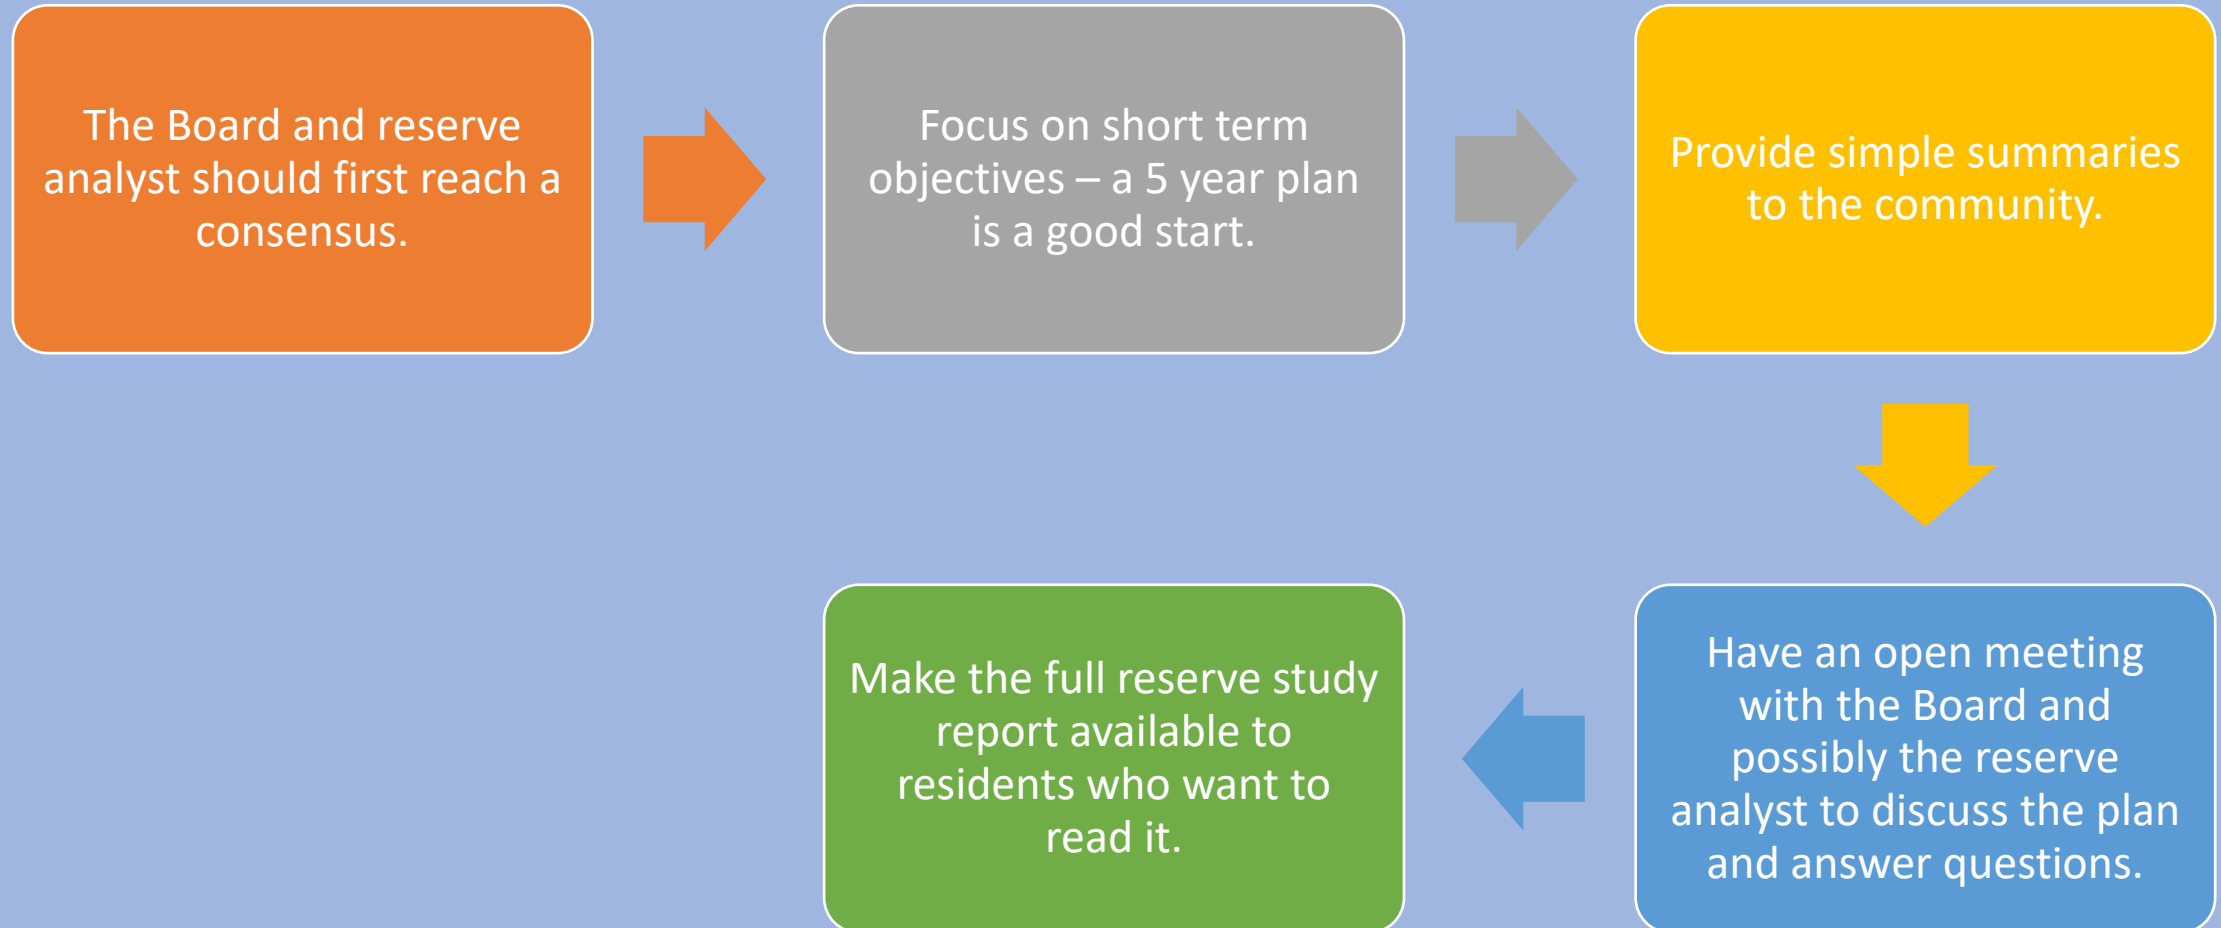 The Board and reserve
analyst should first reach a
consensus.
Focus on short term
objectives – a 5 year plan
is a good start.
Provide simple summaries
to the community.
Have an open meeting
with the Board and
possibly the reserve
analyst to discuss the plan
and answer questions.
Make the full reserve study
report available to
residents who want to
read it.